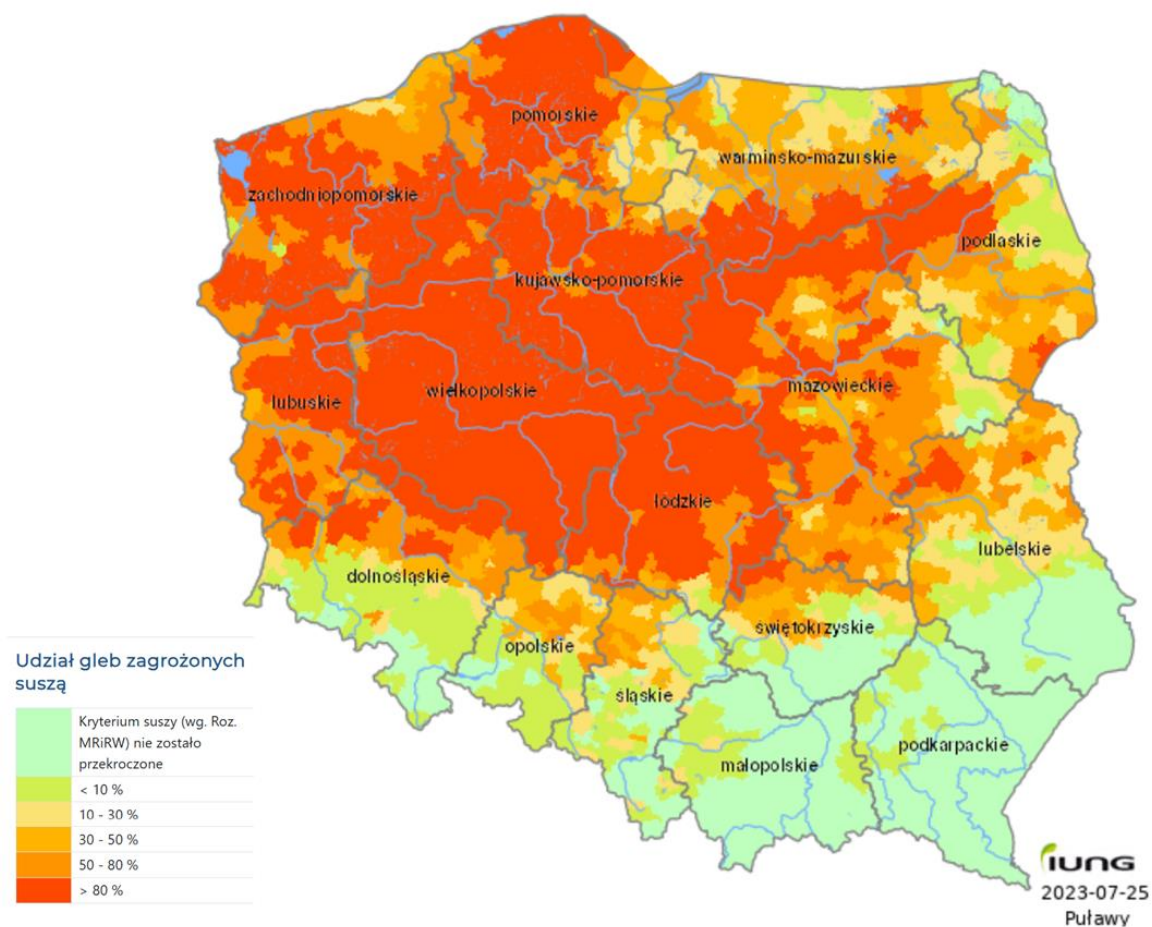 pomorskie
warmińsko-mazurskie
zachodniopomorskie
podlaskie
kujawsko-pomorskie
mazowieckie
wielkopolskie
lubuskie
łódzkie
lubelskie
dolnośląskie
świętokrzyskie
opolskie
śląskie
podkarpackie
małopolskie
Udział gleb zagrożonych
suszą
Kryterium suszy (wg. Roz.
MRiRW) nie zostało
przekroczone
< 10 %
10 - 30 %
30 - 50 %
50 - 80 %
> 80 %
IUNG
2023-07-25
Puławy